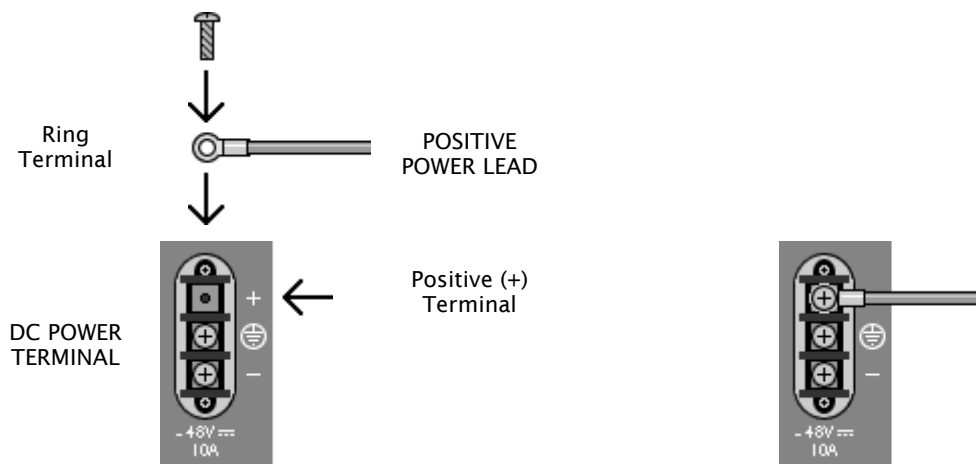 Ring
Terminal
POSITIVE
POWER LEAD
Positive (+)
Terminal
DC POWER
TERMINAL
+
−
- 48V
10A
−
- 48V
10A